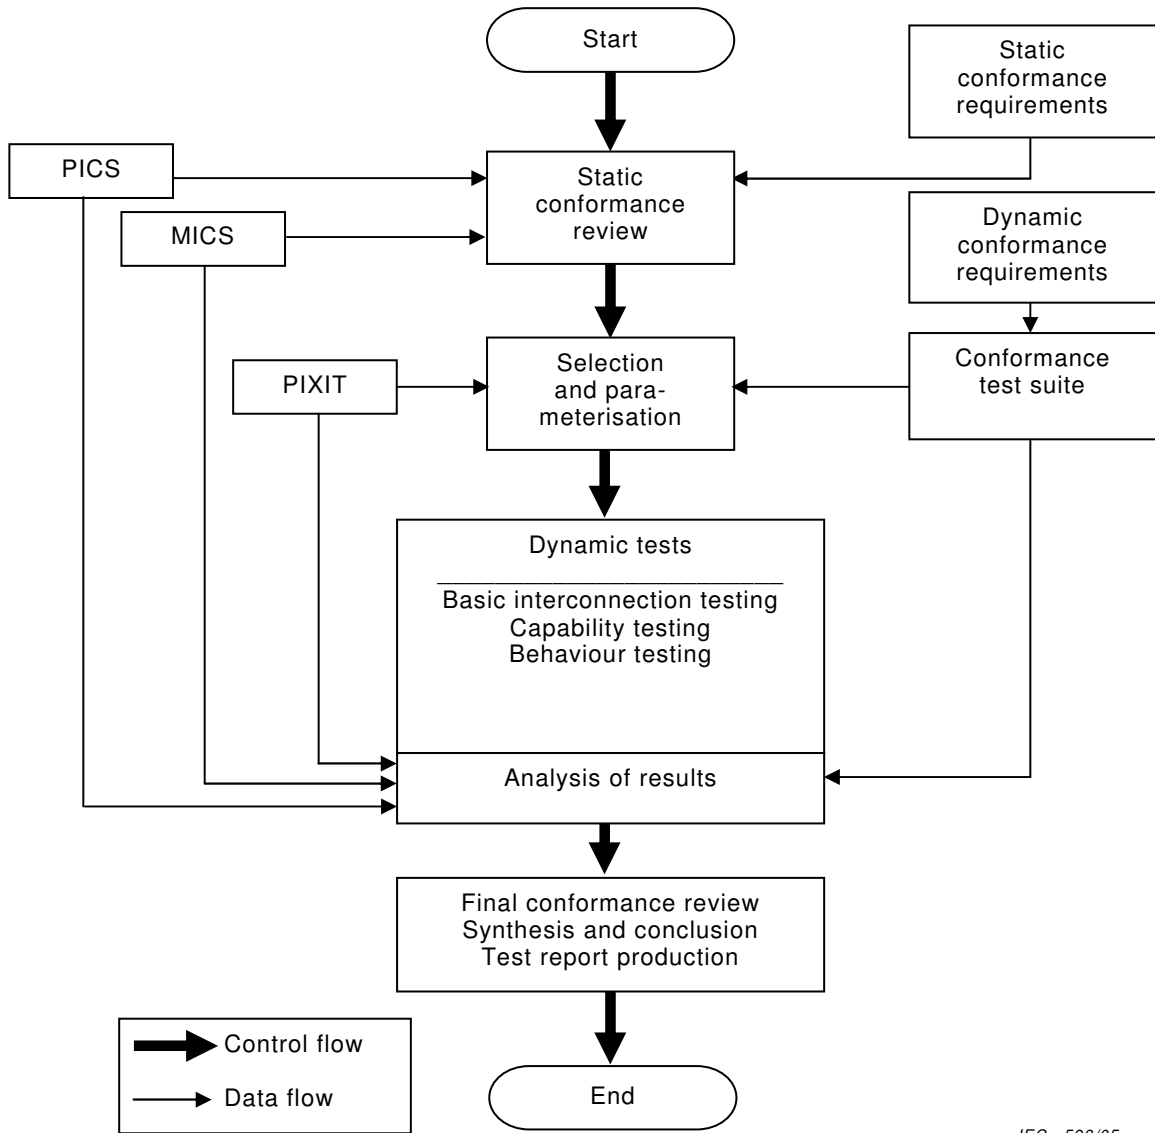 Start
Static
conformance
requirements
PICS
Static
conformance
review
MICS
Dynamic
conformance
requirements
PIXIT
Selection
and para-
meterisation
Conformance
test suite
Dynamic tests
Basic interconnection testing
Capability testing
Behaviour testing
Analysis of results
Final conformance review
Synthesis and conclusion
Test report production
Control flow
Data flow
End